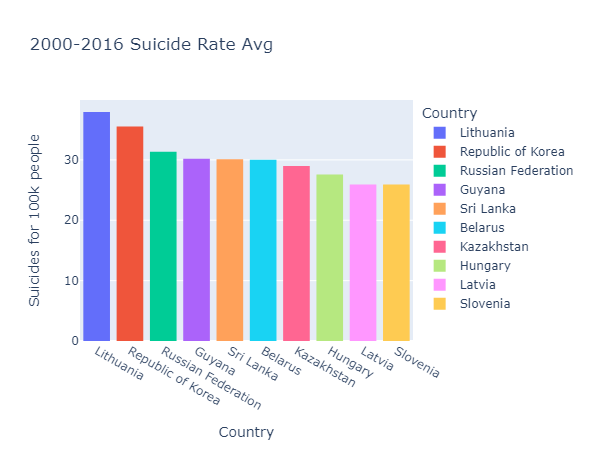 2000-2016 Suicide Rate Avg
Suicides for 100k people
30
20
10
0
Lithuania
Republic of Korea
Russian Federation
Guyana
Sri Lanka
Belarus
Kazakhstan
Hungary
Latvia
Slovenia
Country
Country
Lithuania
Republic of Korea
Russian Federation
Guyana
Sri Lanka
Belarus
Kazakhstan
Hungary
Latvia
Slovenia